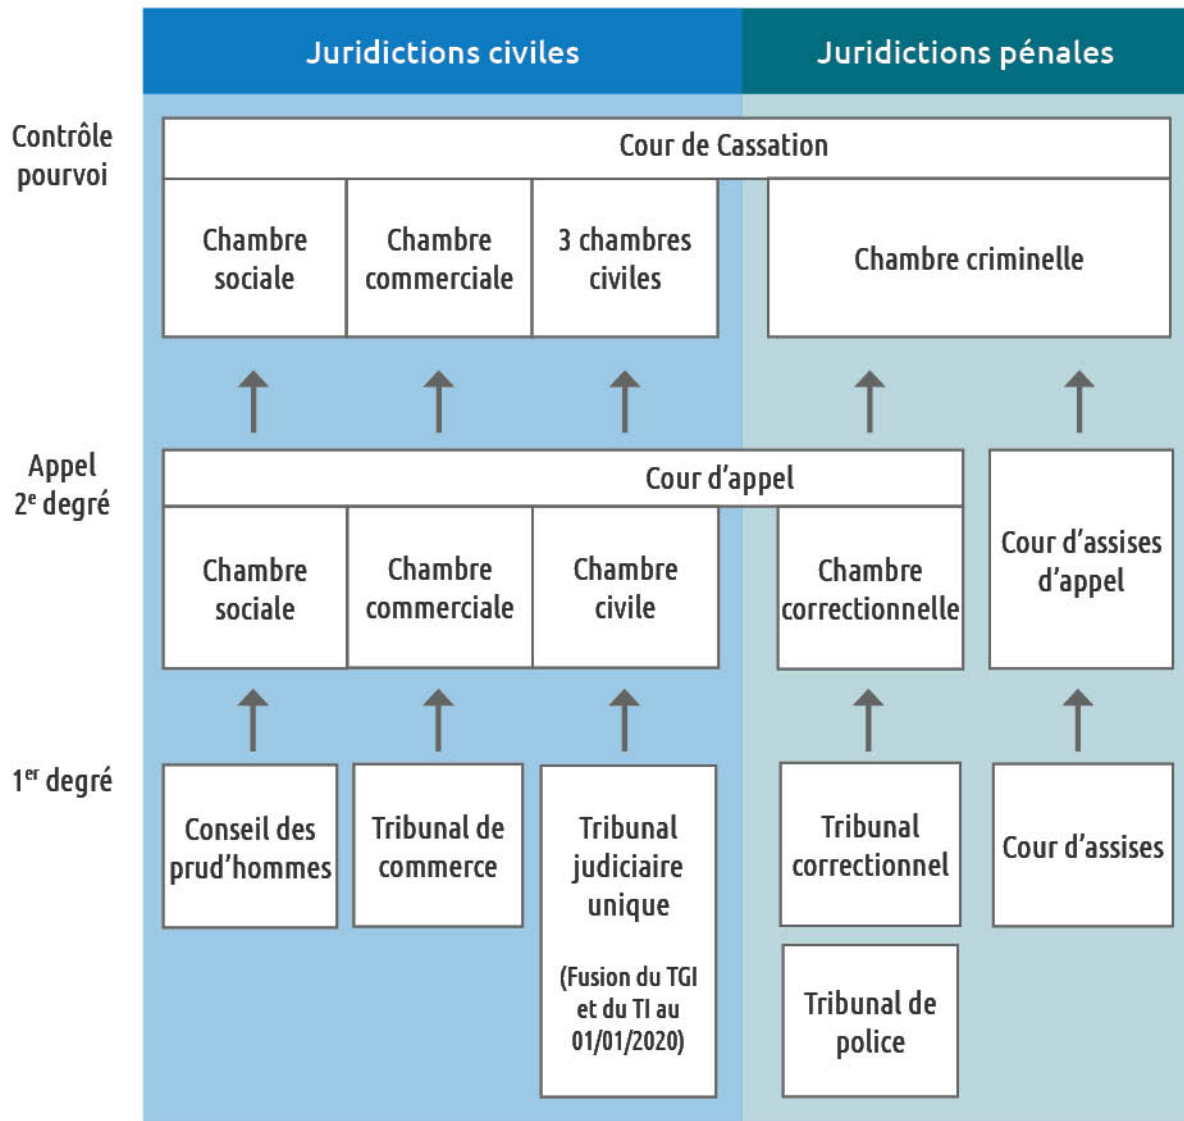 Juridictions civiles
Juridictions pénales
Contrôle
pourvoi
Cour de Cassation
Chambre
sociale
Chambre
commerciale
3 chambres
civiles
Chambre criminelle
Appel
2e degré
Cour d'appel
Chambre
sociale
Chambre
commerciale
Chambre
civile
Chambre
correctionnelle
Cour d'assises
d'appel
1er degré
Conseil des
prud'hommes
Tribunal de
commerce
Tribunal
judiciaire
unique
(Fusion du TGI
et du TI au
01/01/2020)
Tribunal
correctionnel
Cour d'assises
Tribunal de
police